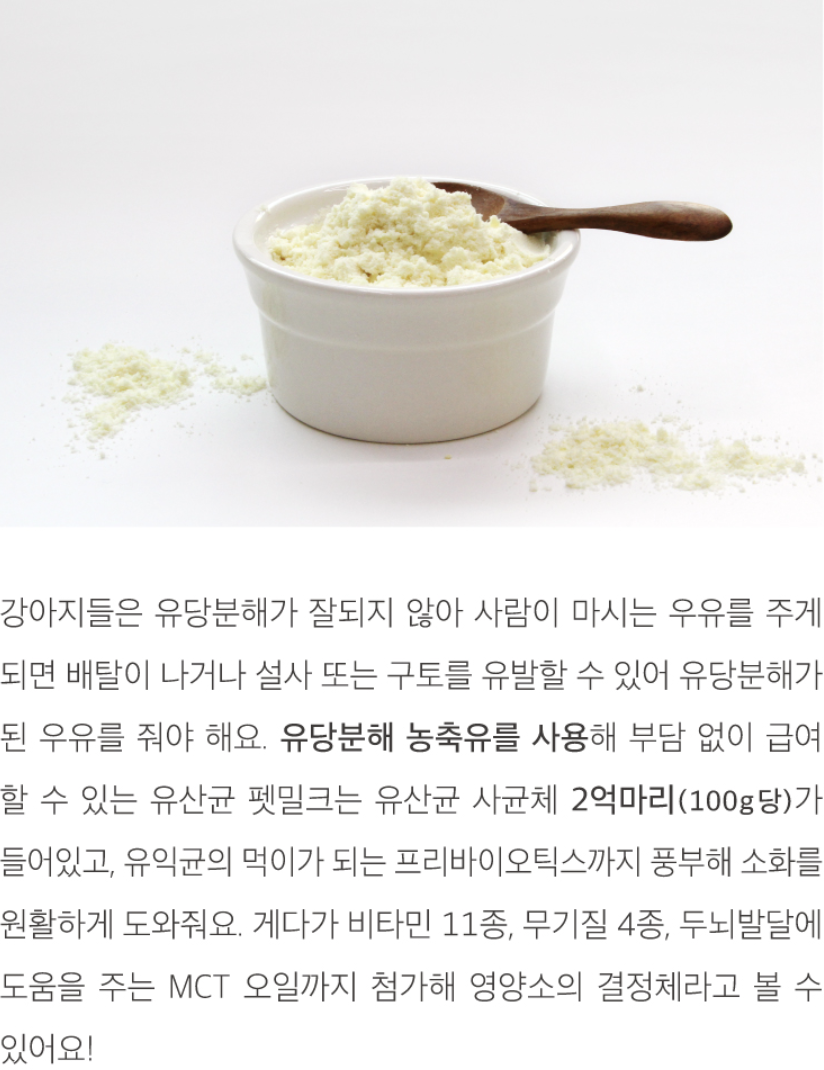 강아지들은 유당분해가 잘되지 않아 사람이 마시는 우유를 주게
되면 배탈이 나거나 설사 또는 구토를 유발할 수 있어 유당분해가
된 우유를 줘야 해요. 유당분해 농축유를 사용해 부담 없이 급여
할 수 있는 유산균 펫밀크는 유산균 사균체 2억마리(100g당)가
들어있고, 유익균의 먹이가 되는 프리바이오틱스까지 풍부해 소화를
원활하게 도와줘요. 게다가 비타민 11종, 무기질 4종, 두뇌발달에
도움을 주는 MCT 오일까지 첨가해 영양소의 결정체라고 볼 수
있어요!